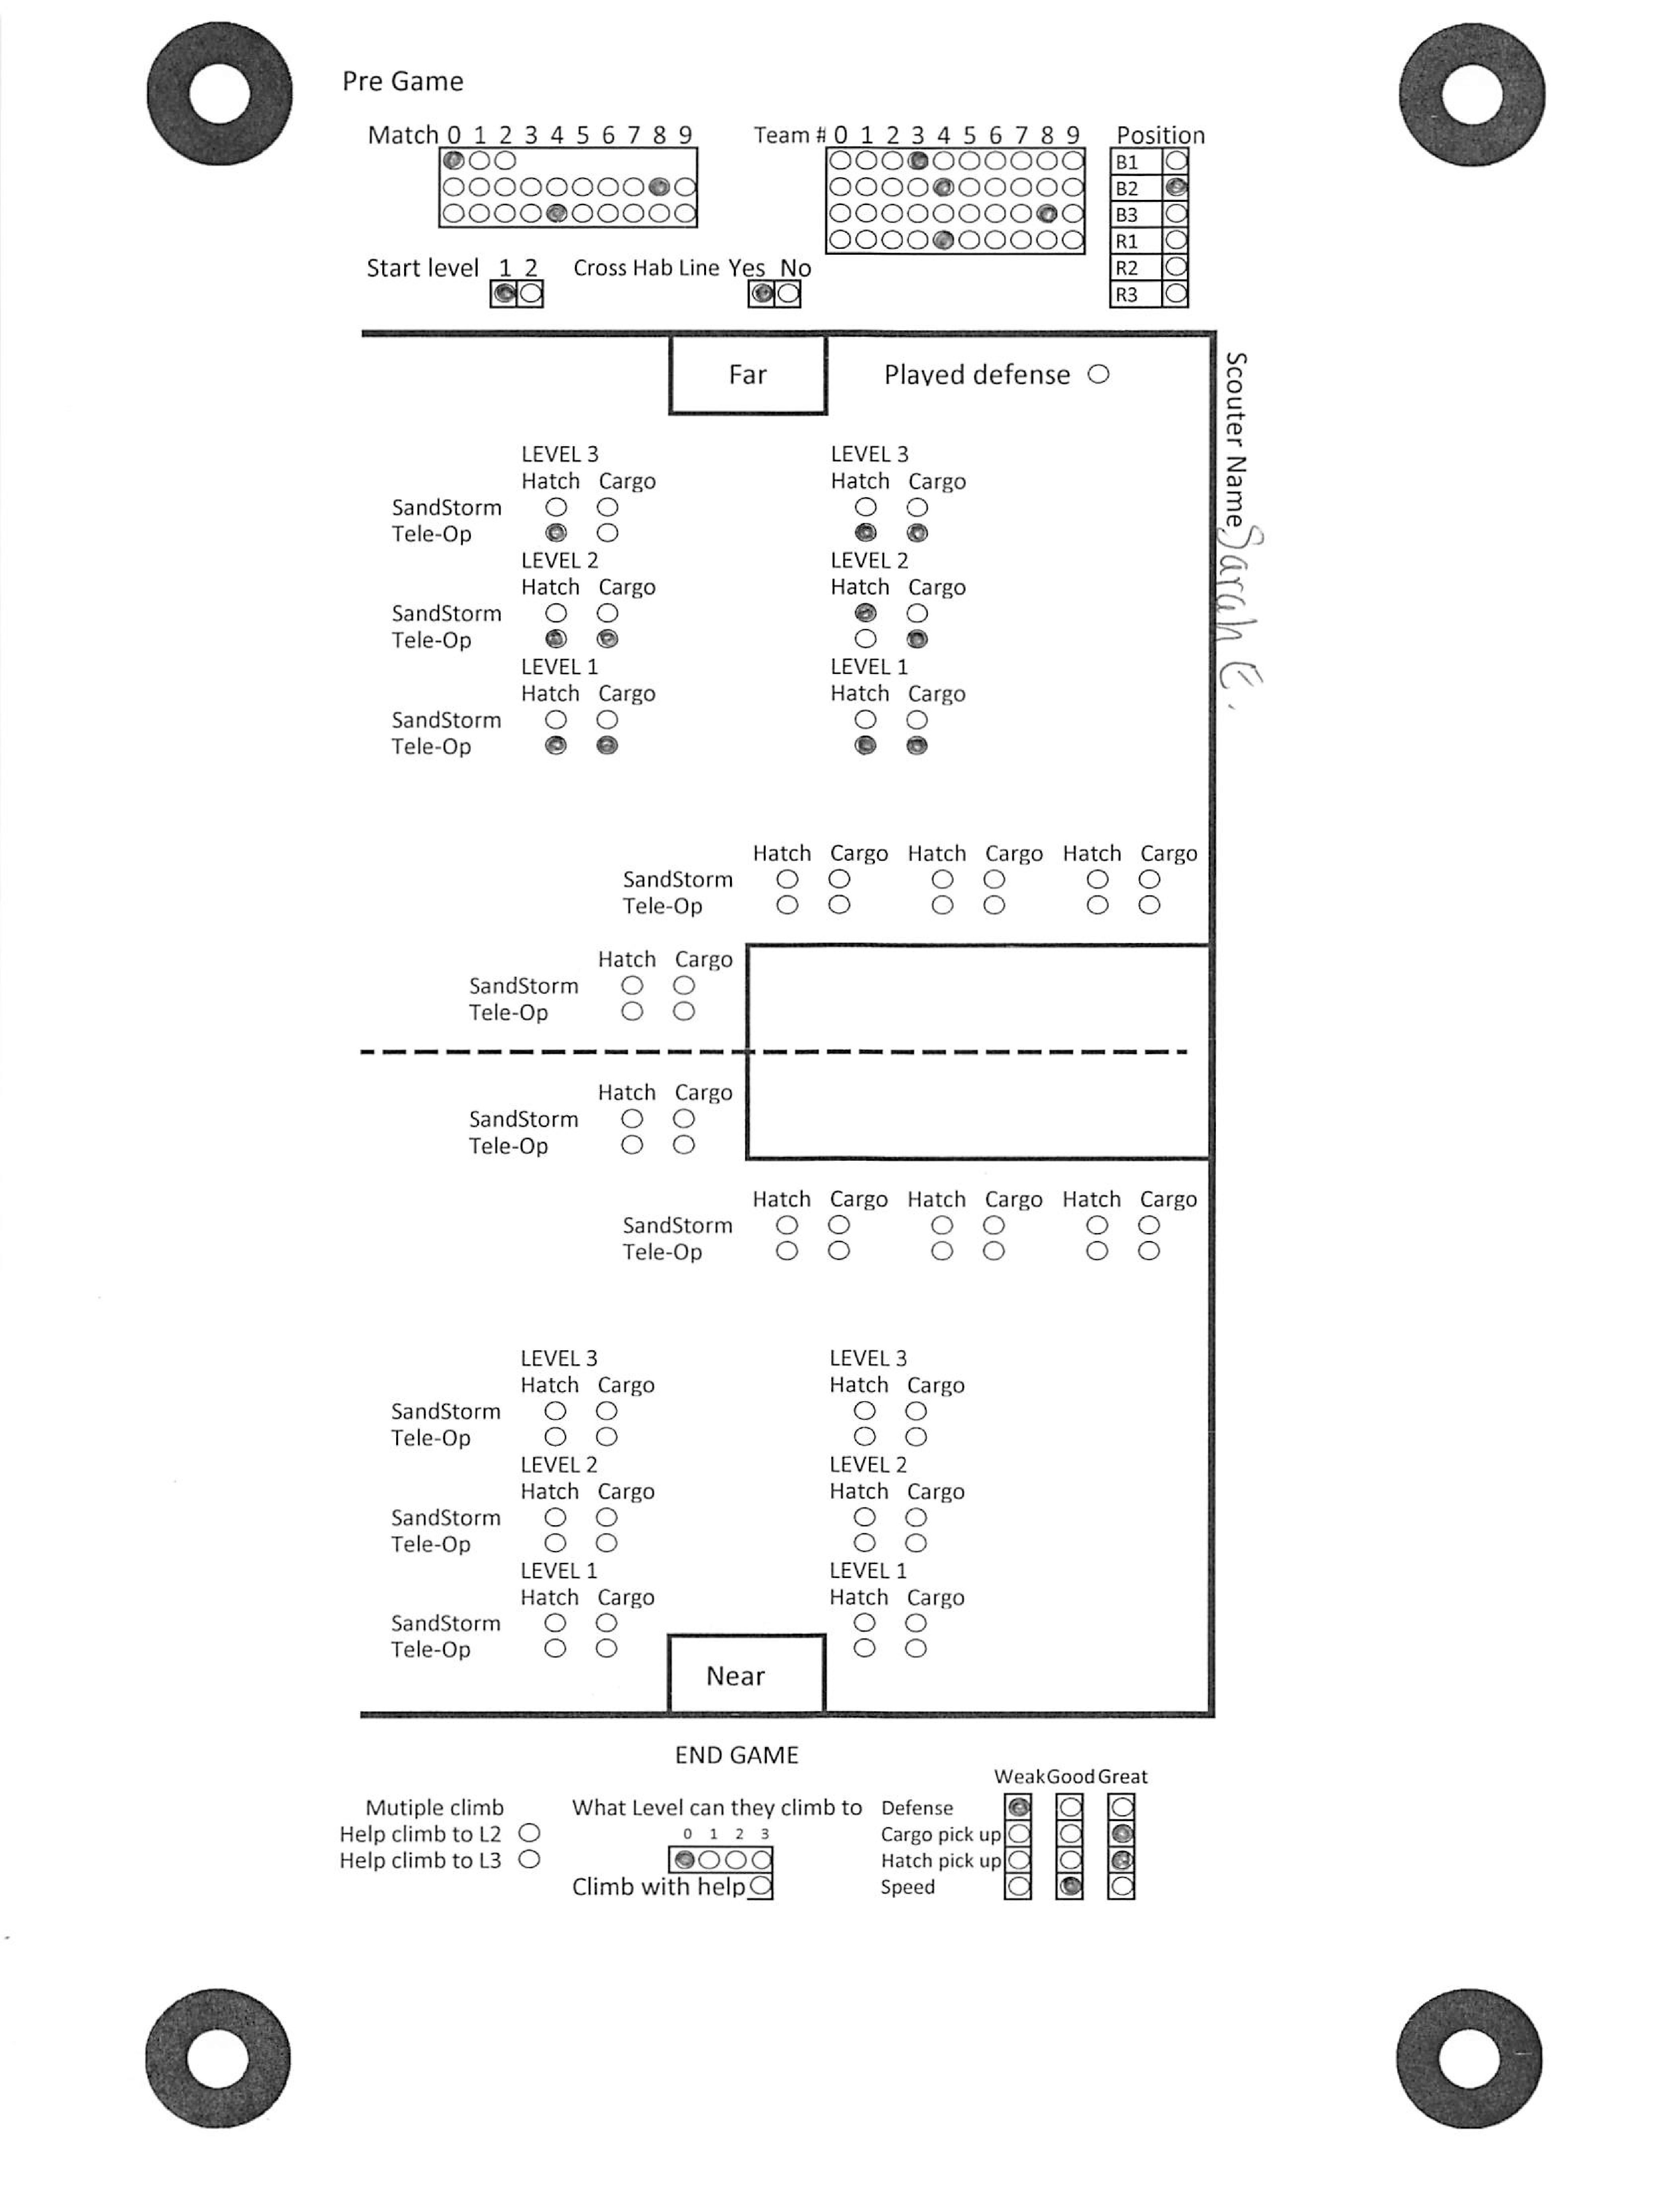 Pre Game
Match 0 1 2 3 4 5 6 7 8 9 Team # 0 1 2 3 4 5 6 7 8 9 Position
B1
B2
B3
R1
Start level 1 2 Cross Hab Line Yes No R2
R3
Far Played defense
Scouter Name Sarah E.
LEVEL 3 LEVEL 3
Hatch Cargo Hatch Cargo
SandStorm
Tele-Op
LEVEL 2 LEVEL 2
Hatch Cargo Hatch Cargo
SandStorm
Tele-Op
LEVEL 1 LEVEL 1
Hatch Cargo Hatch Cargo
SandStorm
Tele-Op
Hatch Cargo Hatch Cargo Hatch Cargo
SandStorm
Tele-Op
Hatch Cargo
SandStorm
Tele-Op
Hatch Cargo
SandStorm
Tele-Op
Hatch Cargo Hatch Cargo Hatch Cargo
SandStorm
Tele-Op
LEVEL 3 LEVEL 3
Hatch Cargo Hatch Cargo
SandStorm
Tele-Op
LEVEL 2 LEVEL 2
Hatch Cargo Hatch Cargo
SandStorm
Tele-Op
LEVEL 1 LEVEL 1
Hatch Cargo Hatch Cargo
SandStorm
Tele-Op
Near
END GAME
Weak Good Great
Mutiple climb What Level can they climb to Defense
Help climb to L2 0 1 2 3 Cargo pick up
Help climb to L3 Hatch pick up
Climb with help Speed